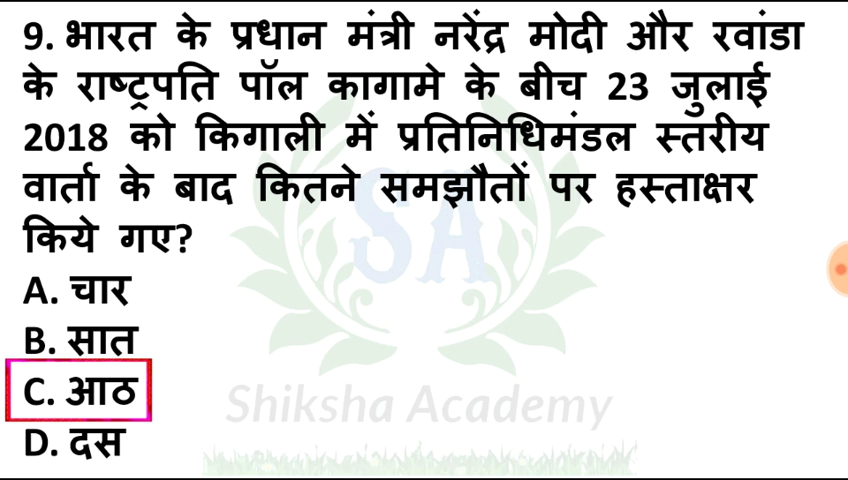 9. भारत के प्रधान मंत्री नरेंद्र मोदी और रवांडा
के राष्ट्रपति पॉल कागामे के बीच 23 जुलाई
2018 को किगाली में प्रतिनिधिमंडल स्तरीय
वार्ता के बाद कितने समझौतों पर हस्ताक्षर
किये गए?
A. चार
B. सात
C. आठ
D. दस
SA
Shiksha Academy